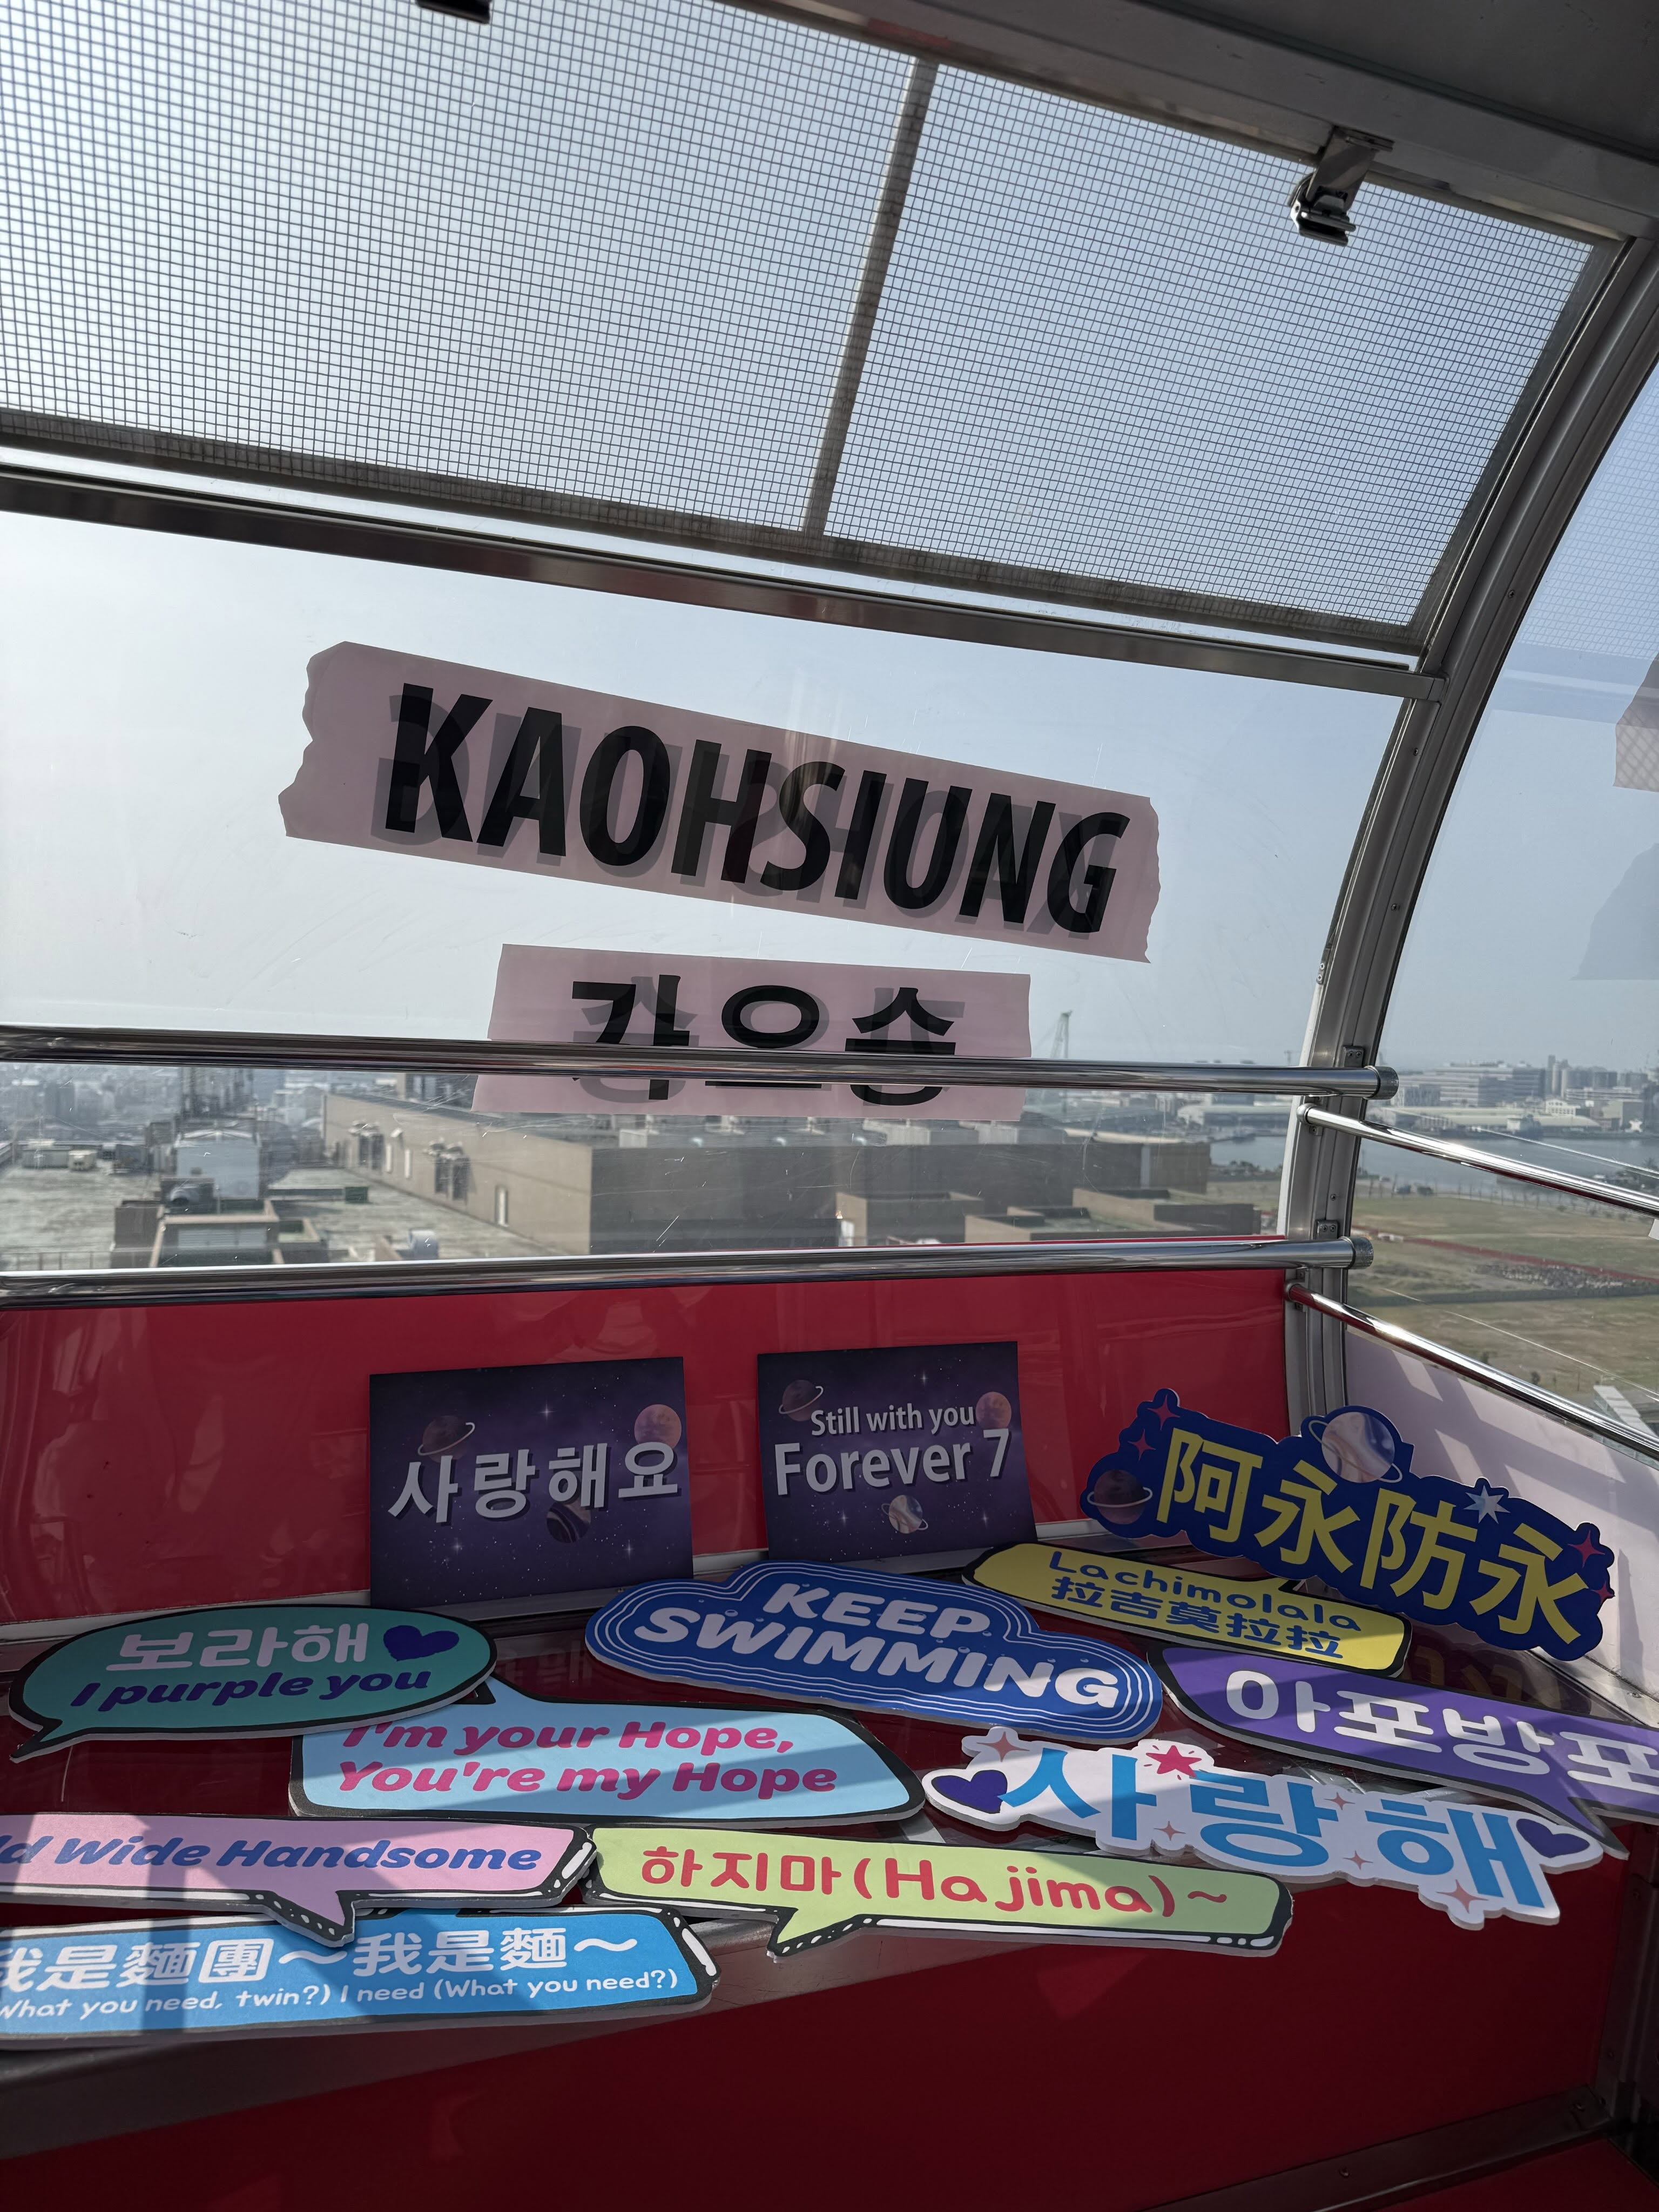 KAOHSIUNG
가오슝
사랑해요
Still with you
Forever 7
阿永防永
Lachimolala
拉吉莫拉拉
KEEP
SWIMMING
보라해
I purple you
아포방포
I'm your Hope,
You're my Hope
사랑해
Wide Handsome
하지마(Hajima)~
我是麵團～我是麵～
What you need, twin?) I need (What you need?)